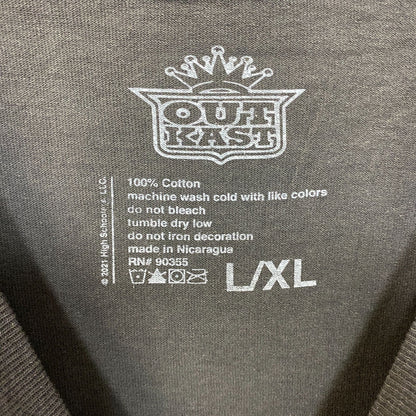 OUT
KAST
100% Cotton
machine wash cold with like colors
do not bleach
tumble dry low
do not iron decoration
made in Nicaragua
RN# 90355
L/XL
© 2021 High LLC.